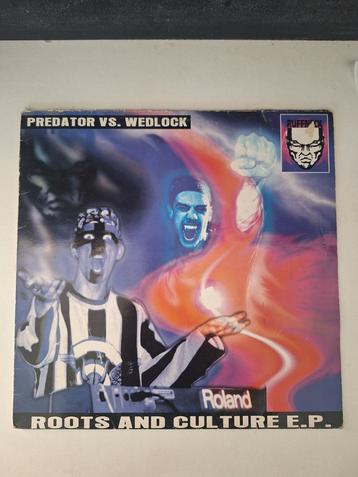 PREDATOR VS. WEDLOCK
RUFFNECK
Roland
ROOTS AND CULTURE E.P.